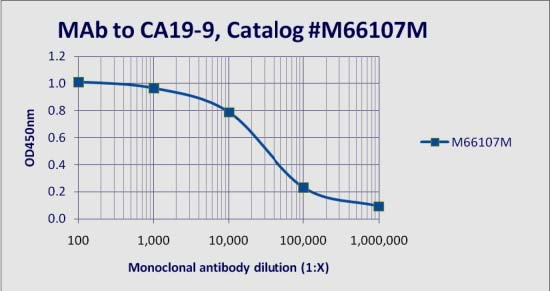 MAb to CA19-9, Catalog #M66107M
1.2
1.0
0.8
0.6
0.4
0.2
0.0
OD450nm
M66107M
100 1,000 10,000 100,000 1,000,000
Monoclonal antibody dilution (1:X)